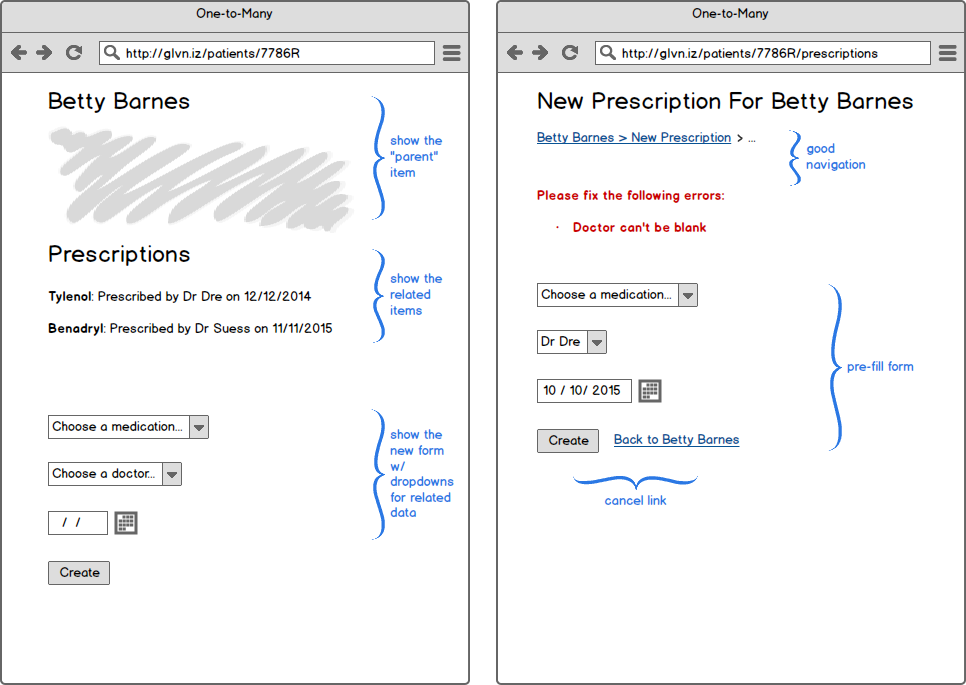 One-to-Many
http://glvn.iz/patients/7786R
Betty Barnes
show the
"parent"
item
Prescriptions
Tylenol: Prescribed by Dr Dre on 12/12/2014
Benadryl: Prescribed by Dr Suess on 11/11/2015
show the
related
items
Choose a medication...
Choose a doctor...
/ /
Create
show the
new form
w/
dropdowns
for related
data
One-to-Many
http://glvn.iz/patients/7786R/prescriptions
New Prescription For Betty Barnes
Betty Barnes > New Prescription > ...
good
navigation
Please fix the following errors:
· Doctor can't be blank
Choose a medication...
Dr Dre
10 / 10/ 2015
pre-fill form
Create Back to Betty Barnes
cancel link